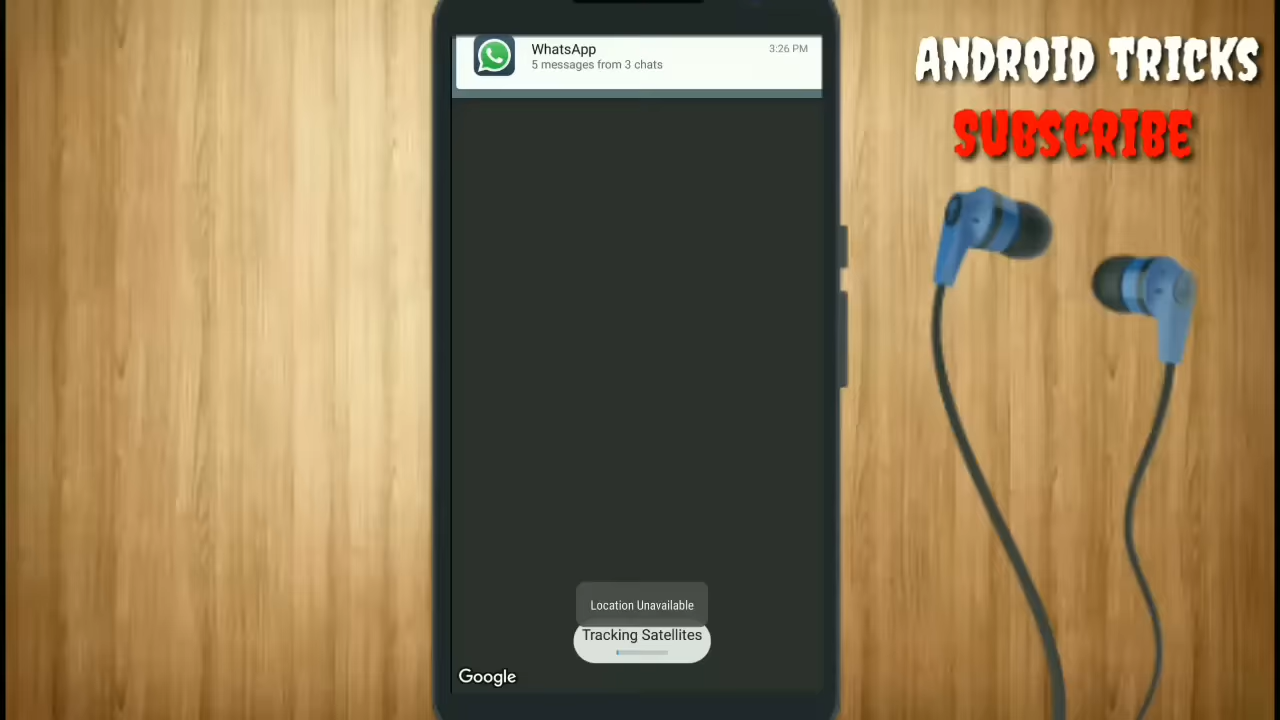 WhatsApp
3:26 PM
5 messages from 3 chats
ANDROID TRICKS
SUBSCRIBE
Location Unavailable
Tracking Satellites
Google